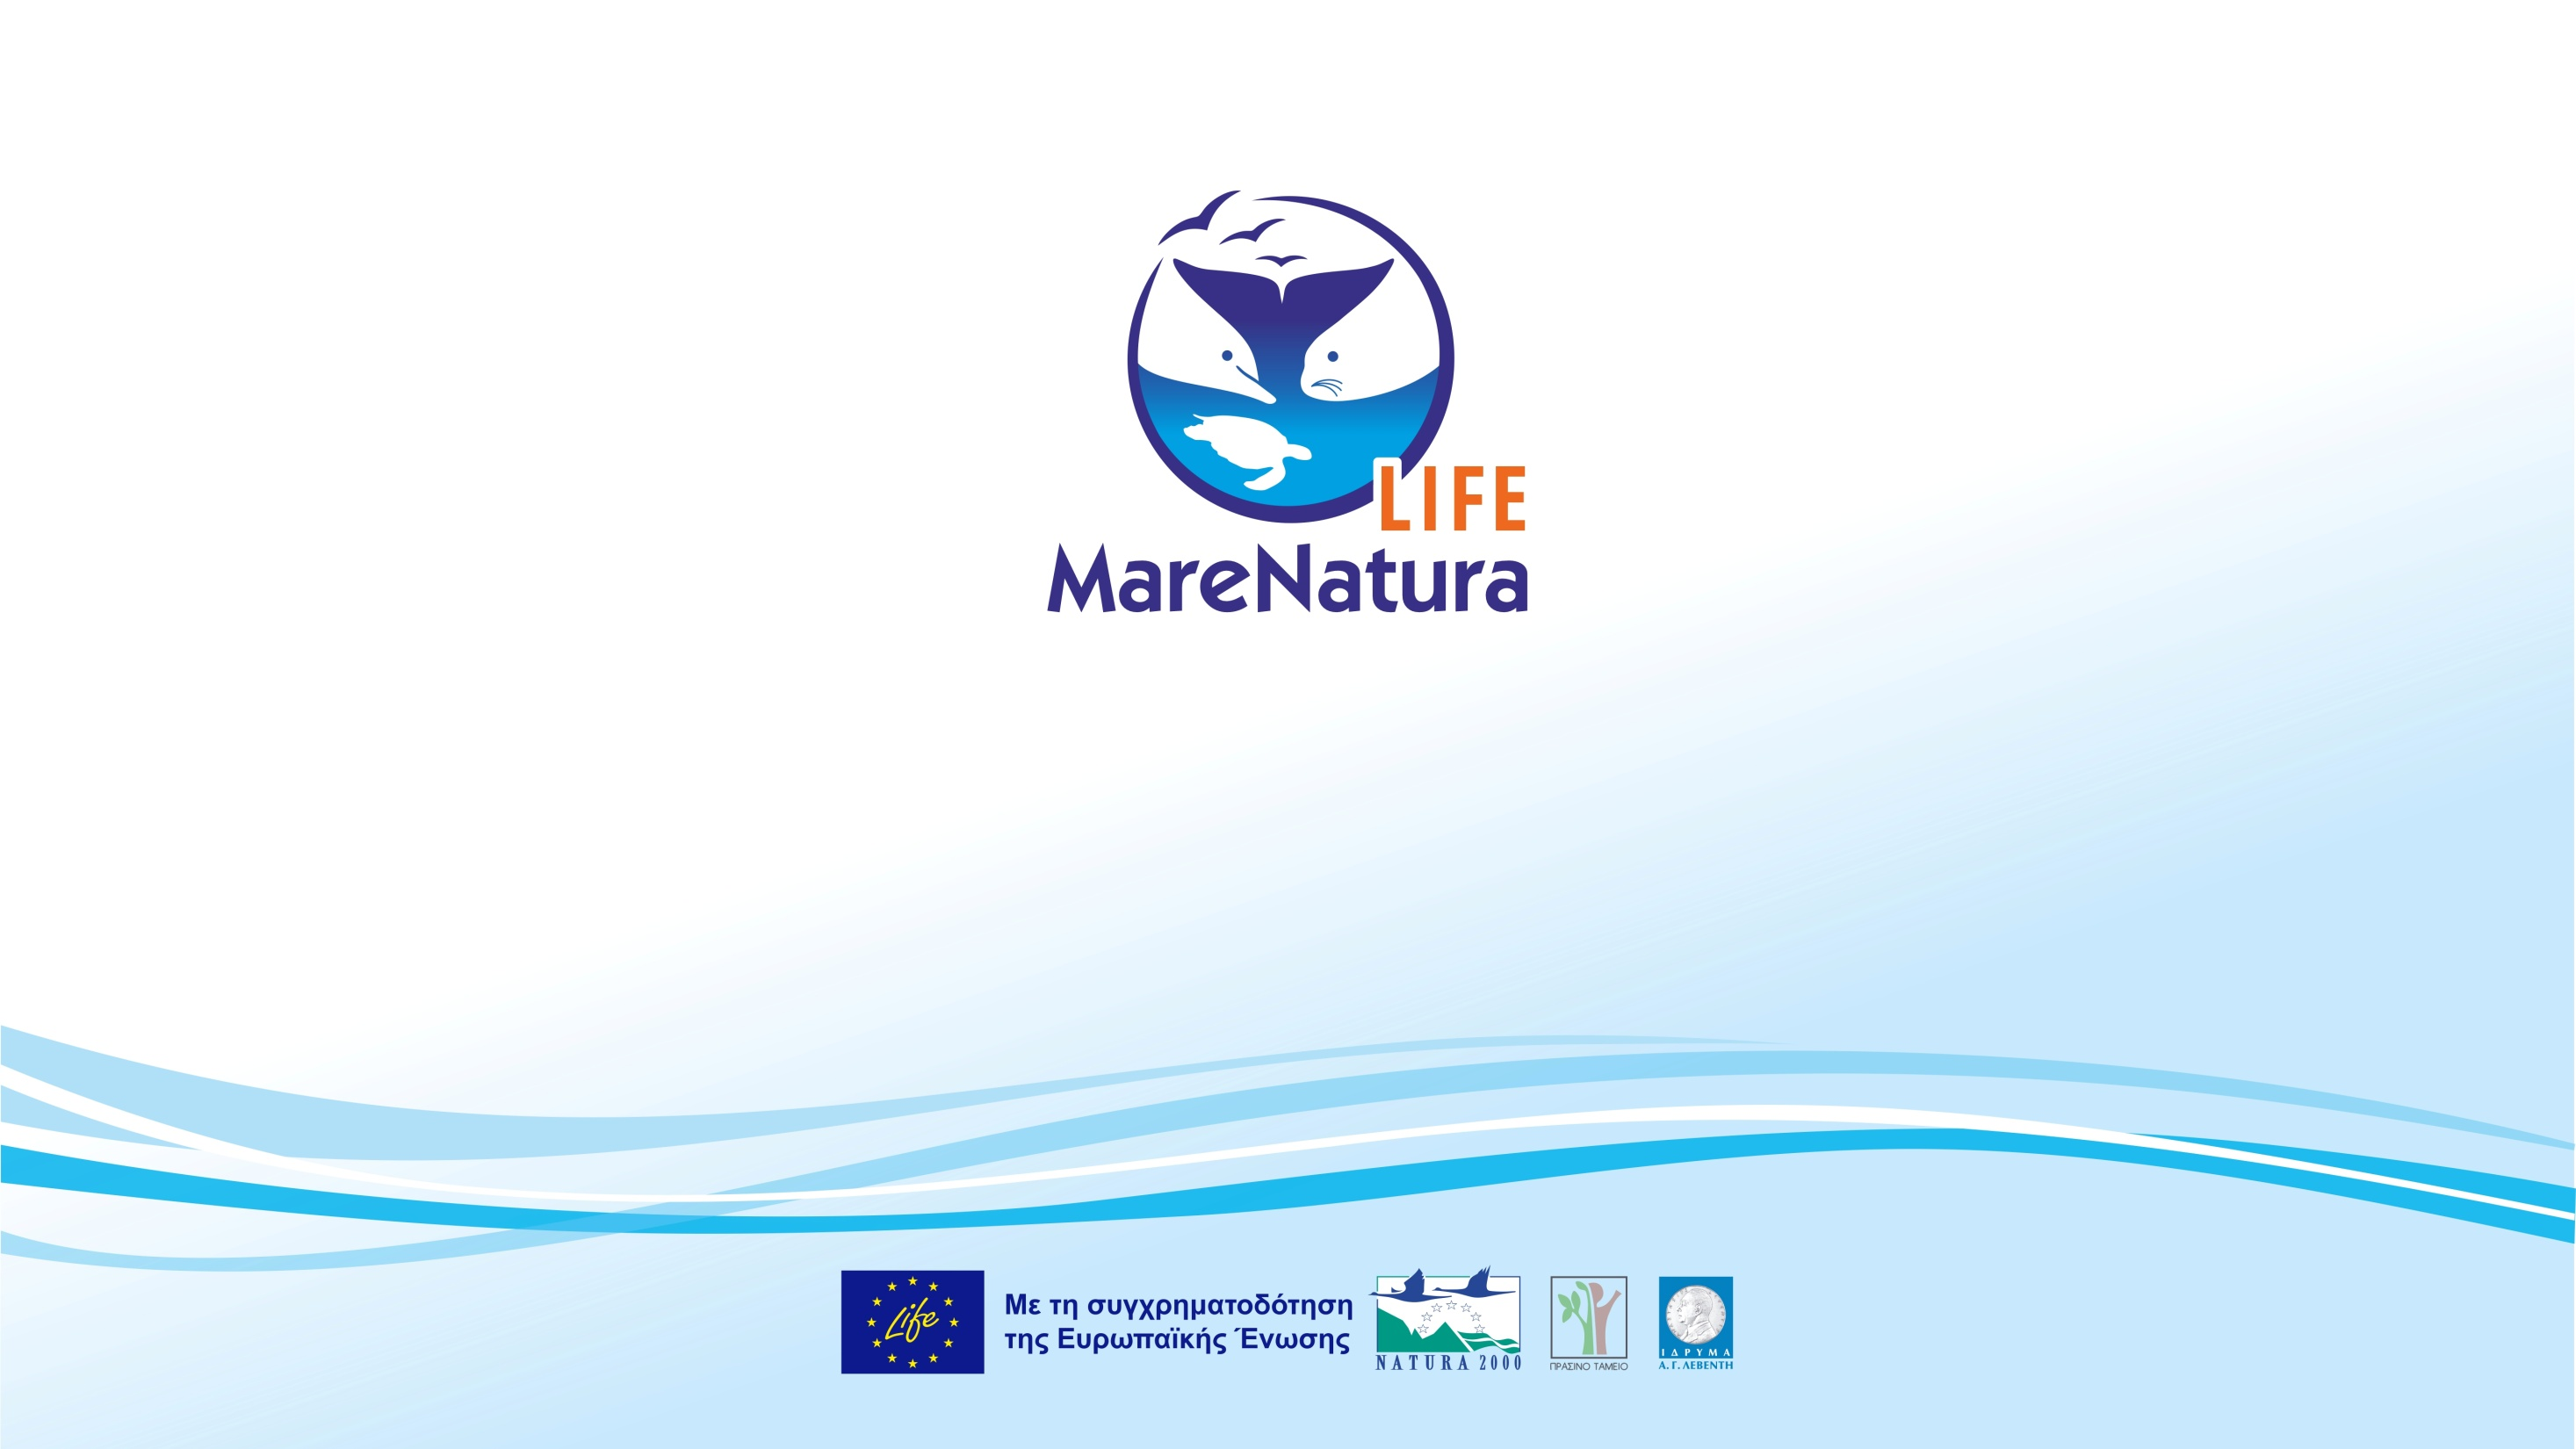 LIFE
MareNatura
Life
Με τη συγχρηματοδότηση
της Ευρωπαϊκής Ένωσης
NATURA 2000
ΠΡΑΣΙΝΟ ΤΑΜΕΙΟ
ΙΔΡΥΜΑ
Α. Γ. ΛΕΒΕΝΤΗ